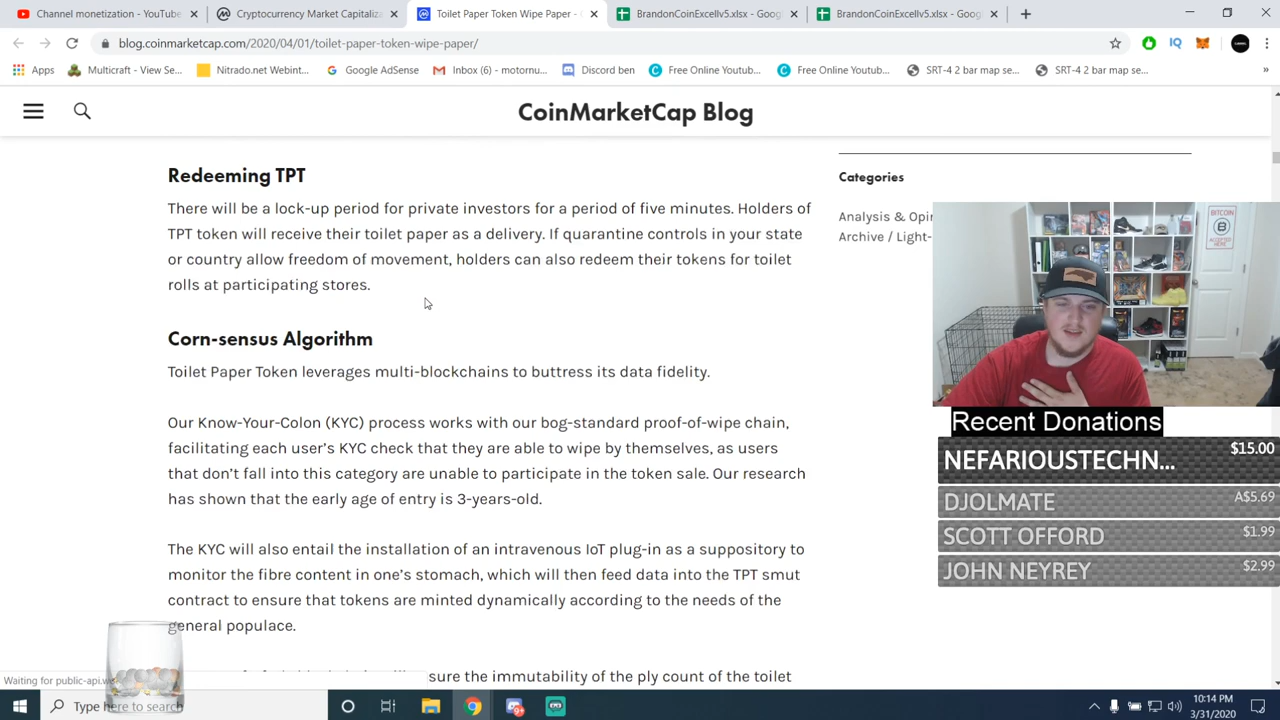 Channel monetization - YouTube
Cryptocurrency Market Capitaliza
Toilet Paper Token Wipe Paper -
BrandonCoinExcellv5.xlsx - Goog
BrandonCoinExcellv5.xlsx - Goog
blog.coinmarketcap.com/2020/04/01/toilet-paper-token-wipe-paper/
Apps
Multicraft - View Se...
Nitrado.net Webint...
Google AdSense
Inbox (6) - motornu...
Discord ben
Free Online Youtub...
Free Online Youtub...
SRT-4 2 bar map se...
SRT-4 2 bar map se...
»
CoinMarketCap Blog
Redeeming TPT
There will be a lock-up period for private investors for a period of five minutes. Holders of
TPT token will receive their toilet paper as a delivery. If quarantine controls in your state
or country allow freedom of movement, holders can also redeem their tokens for toilet
rolls at participating stores.
Corn-sensus Algorithm
Toilet Paper Token leverages multi-blockchains to buttress its data fidelity.
Our Know-Your-Colon (KYC) process works with our bog-standard proof-of-wipe chain,
facilitating each user's KYC check that they are able to wipe by themselves, as users
that don't fall into this category are unable to participate in the token sale. Our research
has shown that the early age of entry is 3-years-old.
The KYC will also entail the installation of an intravenous IoT plug-in as a suppository to
monitor the fibre content in one's stomach, which will then feed data into the TPT smut
contract to ensure that tokens are minted dynamically according to the needs of the
general populace.
sure the immutability of the ply count of the toilet
Categories
Analysis & Opin
Archive / Light-
BITCOIN
B
ACCEPTED
HERE
Recent Donations
NEFARIOUSTECHN... $15.00
DJOLMATE A$5.69
SCOTT OFFORD $1.99
JOHN NEYREY $2.99
Waiting for public-api.w
Type here to search
10:14 PM
3/31/2020